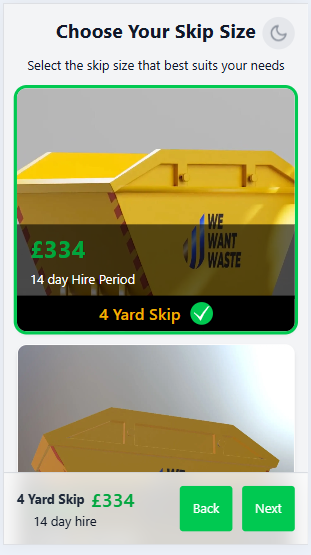 Choose Your Skip Size
Select the skip size that best suits your needs
WE
WANT
WASTE
£334
14 day Hire Period
4 Yard Skip
4 Yard Skip £334
14 day hire
Back
Next